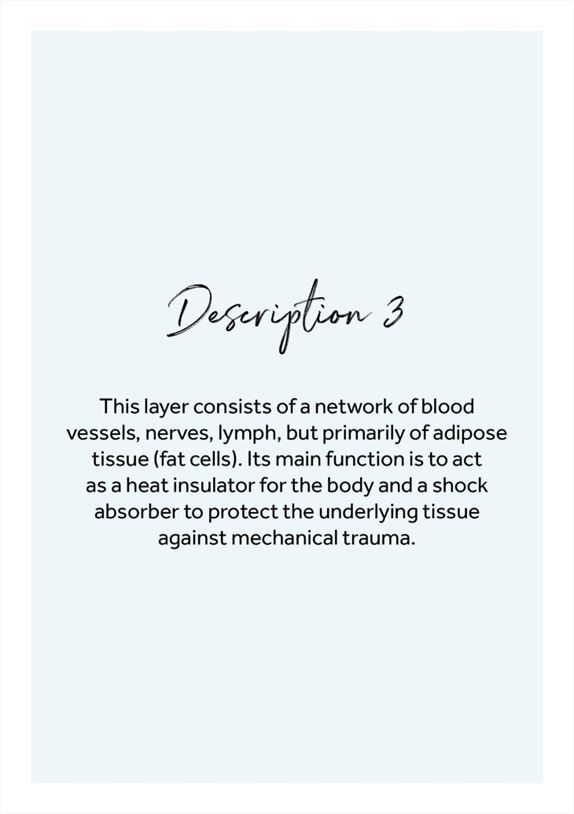 Description 3
This layer consists of a network of blood
vessels, nerves, lymph, but primarily of adipose
tissue (fat cells). Its main function is to act
as a heat insulator for the body and a shock
absorber to protect the underlying tissue
against mechanical trauma.